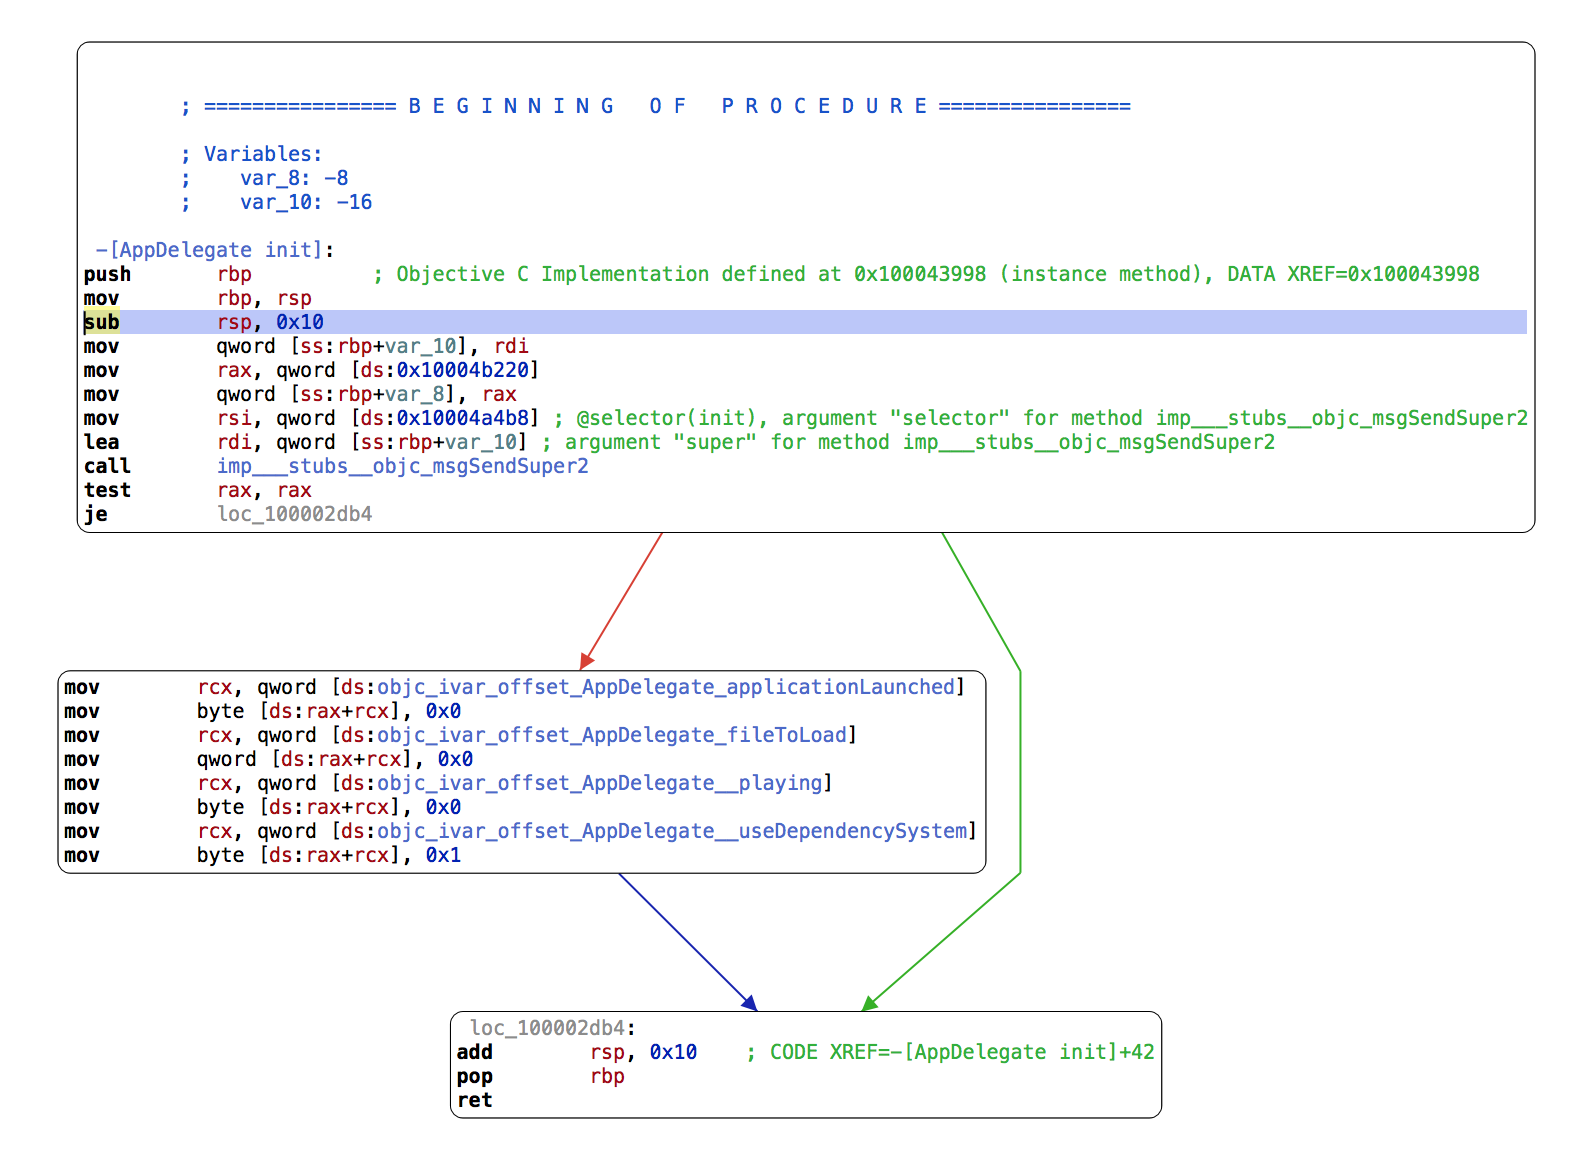 ; ================ B E G I N N I N G   O F   P R O C E D U R E ================
; Variables:
;    var_8: -8
;    var_10: -16
-[AppDelegate init]:
push rbp ; Objective C Implementation defined at 0x100043998 (instance method), DATA XREF=0x100043998
mov rbp, rsp
sub rsp, 0x10
mov qword [ss:rbp+var_10], rdi
mov rax, qword [ds:0x10004b220]
mov qword [ss:rbp+var_8], rax
mov rsi, qword [ds:0x10004a4b8] ; @selector(init), argument "selector" for method imp___stubs__objc_msgSendSuper2
lea rdi, qword [ss:rbp+var_10] ; argument "super" for method imp___stubs__objc_msgSendSuper2
call imp___stubs__objc_msgSendSuper2
test rax, rax
je loc_100002db4
mov rcx, qword [ds:objc_ivar_offset_AppDelegate_applicationLaunched]
mov byte [ds:rax+rcx], 0x0
mov rcx, qword [ds:objc_ivar_offset_AppDelegate_fileToLoad]
mov qword [ds:rax+rcx], 0x0
mov rcx, qword [ds:objc_ivar_offset_AppDelegate__playing]
mov byte [ds:rax+rcx], 0x0
mov rcx, qword [ds:objc_ivar_offset_AppDelegate__useDependencySystem]
mov byte [ds:rax+rcx], 0x1
loc_100002db4:
add rsp, 0x10 ; CODE XREF=-[AppDelegate init]+42
pop rbp
ret